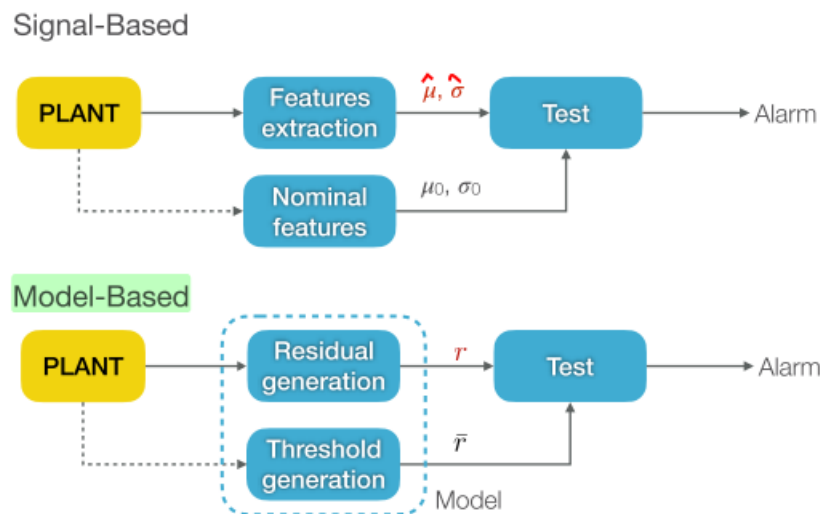 Signal-Based
PLANT
Features
extraction
μ̂, σ̂
Test
Alarm
Nominal
features
μ₀, σ₀
Model-Based
PLANT
Residual
generation
r
Test
Alarm
Threshold
generation
r̄
Model